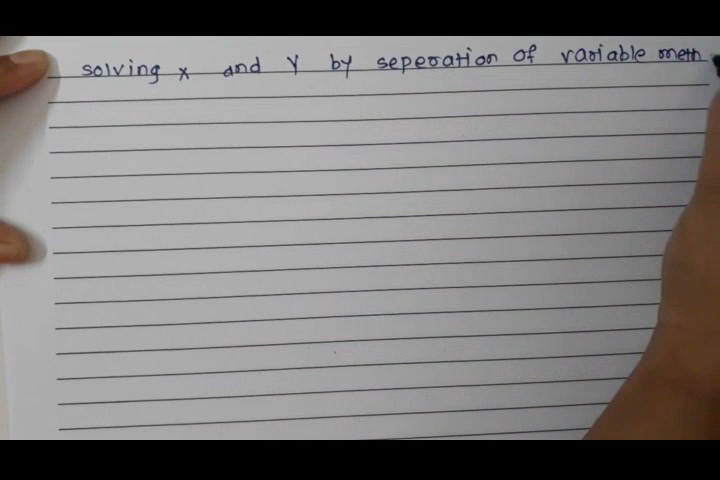 solving x and Y by seperation of variable meth